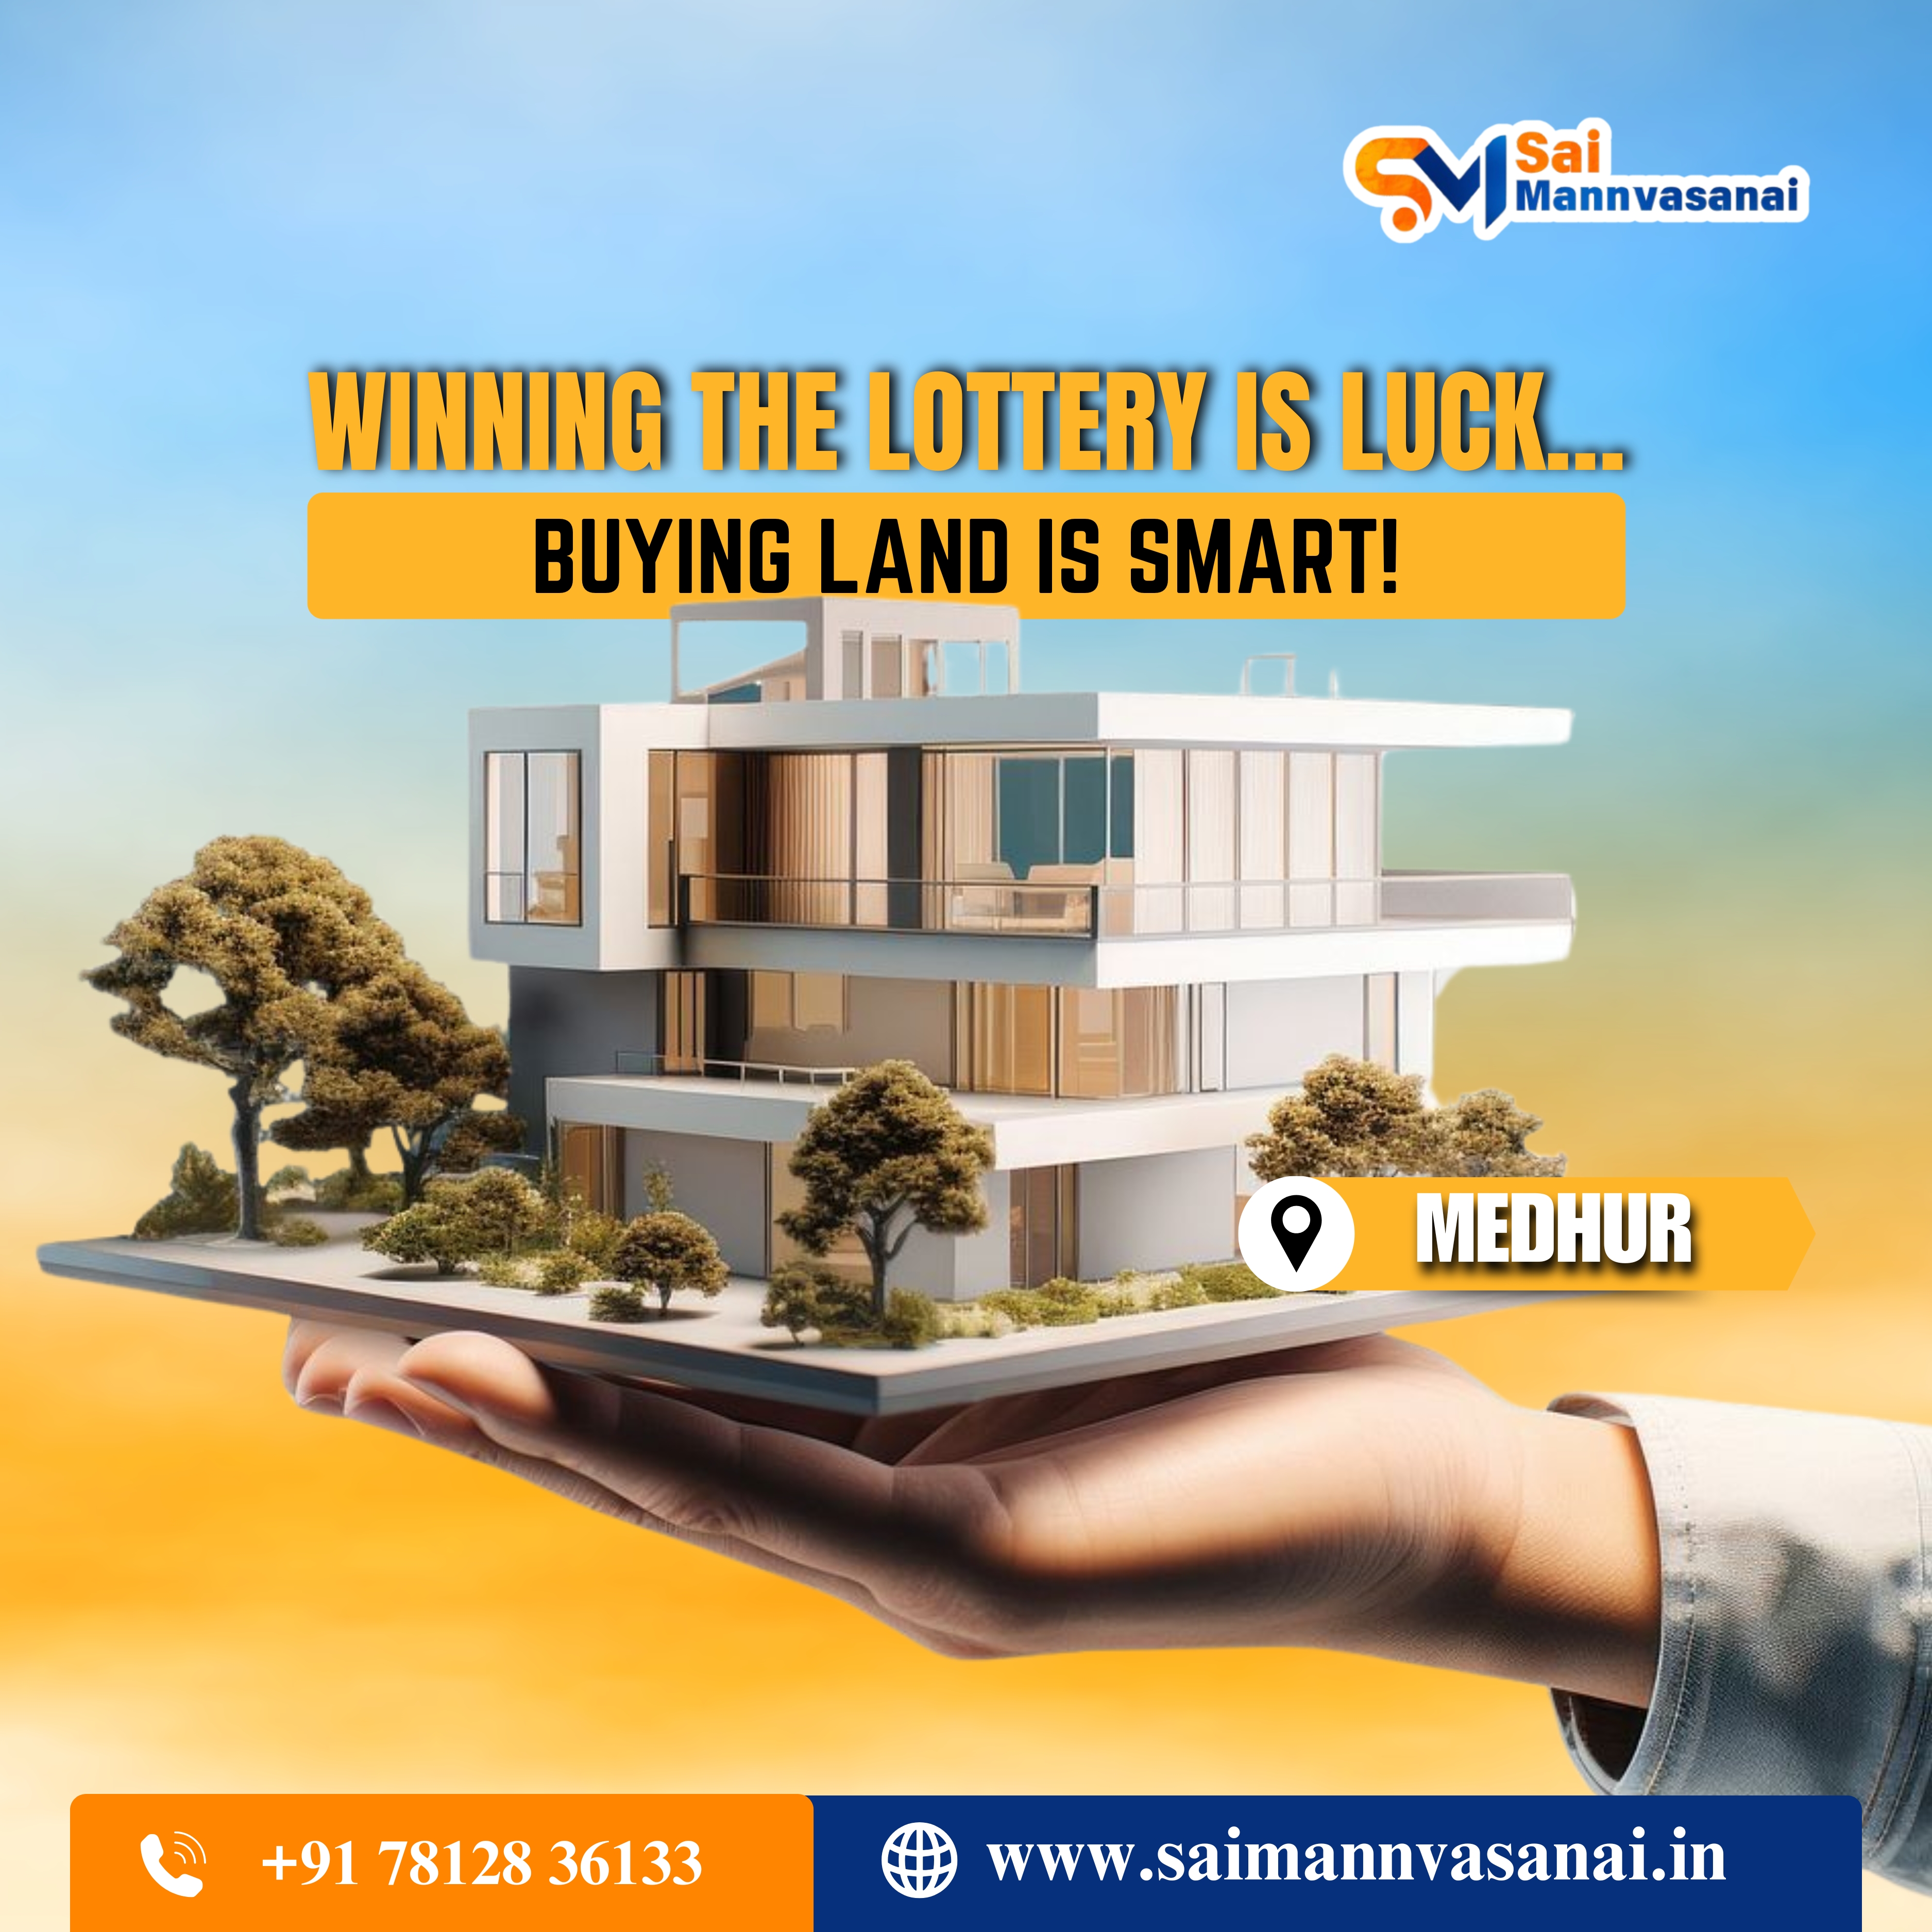 Sai
Mannvasanai
WINNING THE LOTTERY IS LUCK...
BUYING LAND IS SMART!
MEDHUR
+91 78128 36133
www.saimannvasanai.in